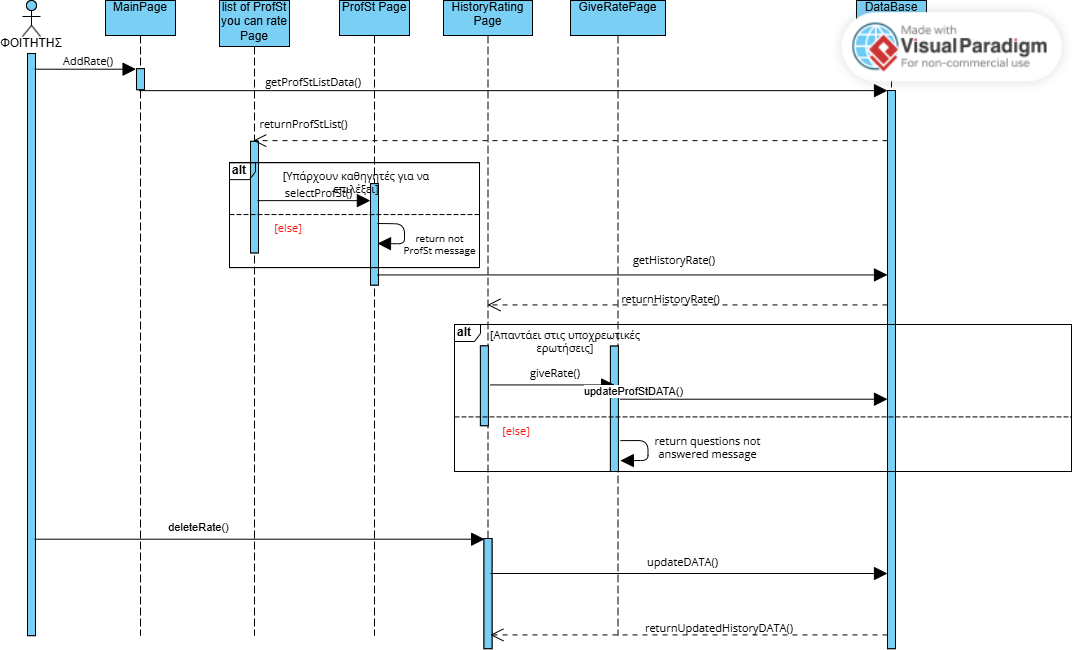 MainPage
list of ProfSt
you can rate
Page
ProfSt Page
HistoryRating
Page
GiveRatePage
DataBase
ΦΟΙΤΗΤΗΣ
Made with
Visual Paradigm
For non-commercial use
AddRate()
getProfStListData()
returnProfStList()
alt
[Υπάρχουν καθηγητές για να
επιλέξει]
selectProfSt()
[else]
return not
ProfSt message
getHistoryRate()
returnHistoryRate()
alt
[Απαντάει στις υποχρεωτικές
ερωτήσεις]
giveRate()
updateProfStDATA()
[else]
return questions not
answered message
deleteRate()
updateDATA()
returnUpdatedHistoryDATA()